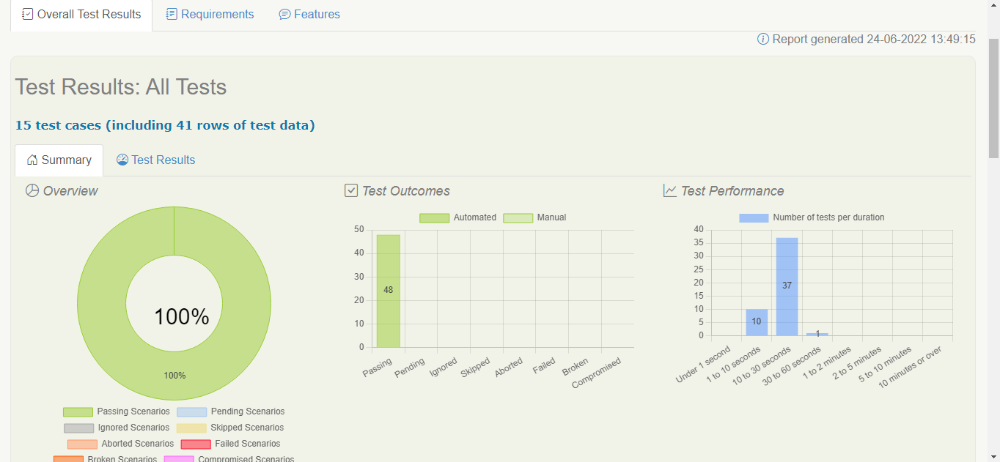 Overall Test Results Requirements Features
Report generated 24-06-2022 13:49:15
Test Results: All Tests
15 test cases (including 41 rows of test data)
Summary Test Results
Overview
100%
100%
Passing Scenarios Pending Scenarios
Ignored Scenarios Skipped Scenarios
Aborted Scenarios Failed Scenarios
Broken Scenarios Compromised Scenarios
Test Outcomes
Automated Manual
50
40
30
20
10
0
48
Passing Pending Ignored Skipped Aborted Failed Broken Compromised
Test Performance
Number of tests per duration
40
35
30
25
20
15
10
5
0
10 37 1
Under 1 second 1 to 10 seconds 10 to 30 seconds 30 to 60 seconds 1 to 2 minutes 2 to 5 minutes 5 to 10 minutes 10 minutes or over